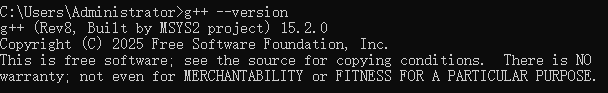 C:\Users\Administrator>g++ --version
g++ (Rev8, Built by MSYS2 project) 15.2.0
Copyright (C) 2025 Free Software Foundation, Inc.
This is free software; see the source for copying conditions.  There is NO
warranty; not even for MERCHANTABILITY or FITNESS FOR A PARTICULAR PURPOSE.